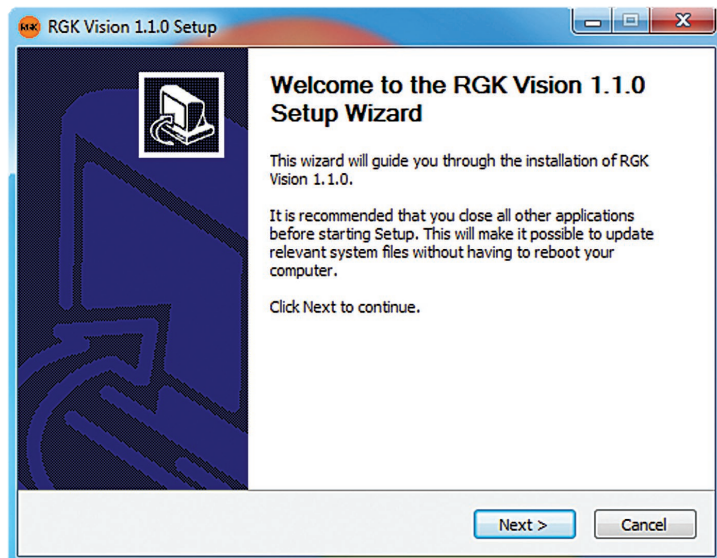 RGK RGK Vision 1.1.0 Setup
Welcome to the RGK Vision 1.1.0
Setup Wizard
This wizard will guide you through the installation of RGK
Vision 1.1.0.
It is recommended that you close all other applications
before starting Setup. This will make it possible to update
relevant system files without having to reboot your
computer.
Click Next to continue.
Next > Cancel